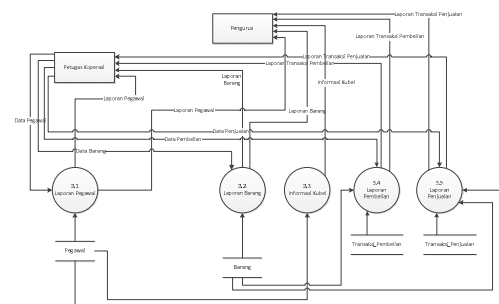 Laporan Transaksi Penjualan
Pengurus
Laporan Transaksi Pembelian
Petugas Koperasi
Laporan Transaksi Penjualan
Laporan Transaksi Pembelian
Laporan
Barang
Informasi Kubel
Laporan Pegawai
Laporan Pegawai
Laporan Barang
Data Pegawai
Data Penjualan
Data Pembelian
Data Barang
3.1
Laporan Pegawai
3.2
Laporan Barang
3.3
Informasi Kubel
3.4
Laporan
Pembelian
3.5
Laporan
Penjualan
Pegawai
Transaksi_Pembelian
Transaksi_Penjualan
Barang